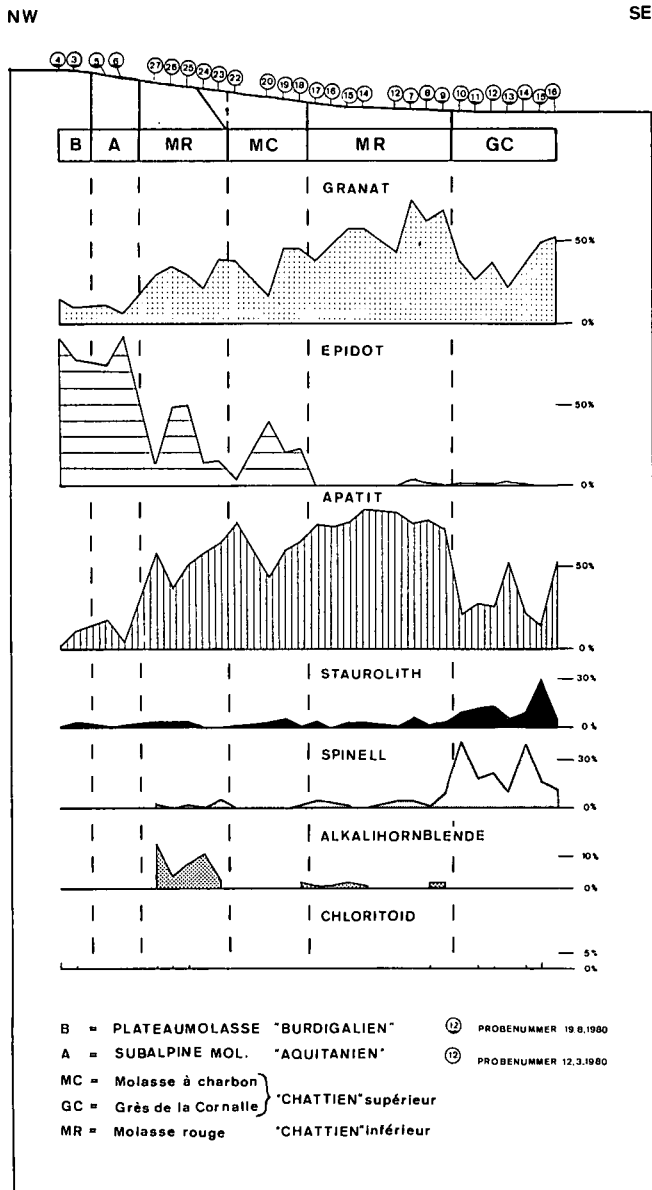 NW SE
4 3 5 6 27 26 25 24 23 22 20 19 18 17 16 15 14 12 7 8 9 10 11 12 13 14 15 16
B A MR MC MR GC
GRANAT
50%
0%
EPIDOT
50%
0%
APATIT
50%
0%
STAUROLITH
30%
0%
SPINELL
30%
0%
ALKALIHORNBLENDE
10%
0%
CHLORITOID
5%
0%
B = PLATEAUMOLASSE "BURDIGALIEN" 12 PROBENUMMER 19.8.1980
A = SUBALPINE MOL. "AQUITANIEN" 12 PROBENUMMER 12.3.1980
MC = Molasse à charbon
"CHATTIEN" supérieur
GC = Grès de la Cornalle
MR = Molasse rouge "CHATTIEN" inférieur